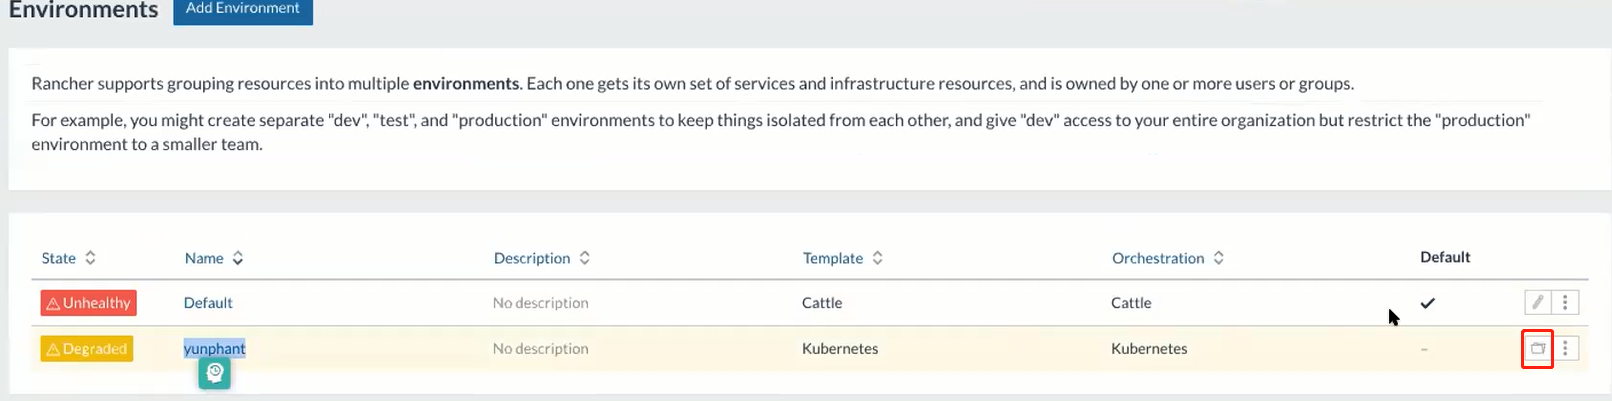 Environments Add Environment
Rancher supports grouping resources into multiple environments. Each one gets its own set of services and infrastructure resources, and is owned by one or more users or groups.
For example, you might create separate "dev", "test", and "production" environments to keep things isolated from each other, and give "dev" access to your entire organization but restrict the "production"
environment to a smaller team.
State Name Description Template Orchestration Default
Unhealthy Default No description Cattle Cattle
Degraded yunphant No description Kubernetes Kubernetes –